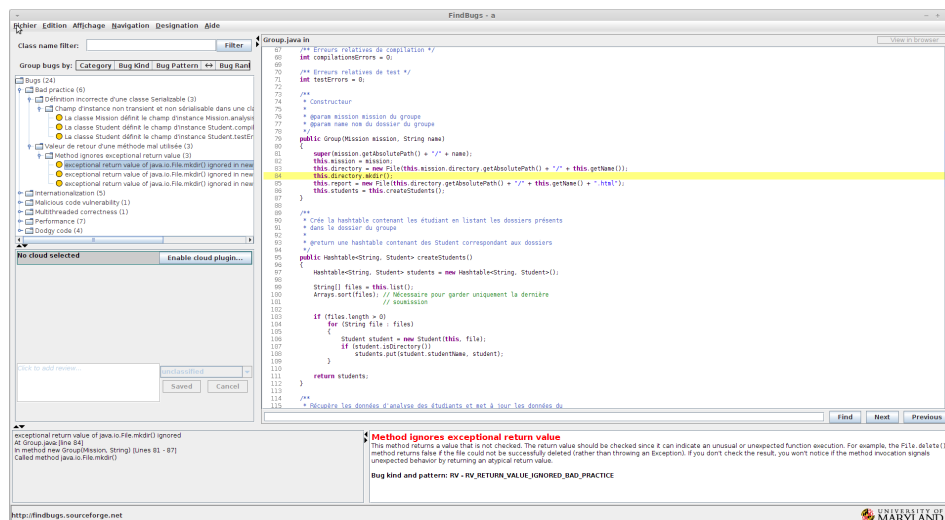 FindBugs - a
Fichier Edition Affichage Navigation Designation Aide
Class name filter:
Filter
Group bugs by:
Category
Bug Kind
Bug Pattern
↔
Bug Rank
Bugs (24)
Bad practice (6)
Définition incorrecte d'une classe Serializable (3)
Champ d'instance non transient et non sérialisable dans une cla
La classe Mission définit le champ d'instance Mission.analysis
La classe Student définit le champ d'instance Student.compil
La classe Student définit le champ d'instance Student.testEr
Valeur de retour d'une méthode mal utilisée (3)
Method ignores exceptional return value (3)
exceptional return value of java.io.File.mkdir() ignored in new
exceptional return value of java.io.File.mkdir() ignored in new
exceptional return value of java.io.File.mkdir() ignored in new
Internationalization (5)
Malicious code vulnerability (1)
Multithreaded correctness (1)
Performance (7)
Dodgy code (4)
No cloud selected
Enable cloud plugin...
Click to add review...
unclassified
Saved
Cancel
Group.java in
View in browser
67 /** Erreurs relatives de compilation */
68 int compilationsErrors = 0;
69
70 /** Erreurs relatives de test */
71 int testErrors = 0;
72
73 /**
74 * Constructeur
75 *
76 * @param mission mission du groupe
77 * @param name nom du dossier du groupe
78 */
79 public Group(Mission mission, String name)
80 {
81 super(mission.getAbsolutePath() + "/" + name);
82 this.mission = mission;
83 this.directory = new File(this.mission.directory.getAbsolutePath() + "/" + this.getName());
84 this.directory.mkdir();
85 this.report = new File(this.directory.getAbsolutePath() + "/" + this.getName() + ".html");
86 this.students = this.createStudents();
87 }
88
89 /**
90 * Crée la hashtable contenant les étudiant en listant les dossiers présents
91 * dans le dossier du groupe
92 *
93 * @return une hashtable contenant des Student correspondant aux dossiers
94 */
95 public Hashtable<String, Student> createStudents()
96 {
97 Hashtable<String, Student> students = new Hashtable<String, Student>();
98
99 String[] files = this.list();
100 Arrays.sort(files); // Nécessaire pour garder uniquement la dernière
101 // soumission
102
103 if (files.length > 0)
104 for (String file : files)
105 {
106 Student student = new Student(this, file);
107 if (student.isDirectory())
108 students.put(student.studentName, student);
109 }
110
111 return students;
112 }
113
114 /**
115 * Récupère les données d'analyse des étudiants et met à jour les données du
Find
Next
Previous
exceptional return value of java.io.File.mkdir() ignored
At Group.java:[line 84]
In method new Group(Mission, String) [Lines 81 - 87]
Called method java.io.File.mkdir()
Method ignores exceptional return value
This method returns a value that is not checked. The return value should be checked since it can indicate an unusual or unexpected function execution. For example, the File.delete()
method returns false if the file could not be successfully deleted (rather than throwing an Exception). If you don't check the result, you won't notice if the method invocation signals
unexpected behavior by returning an atypical return value.
Bug kind and pattern: RV - RV_RETURN_VALUE_IGNORED_BAD_PRACTICE
http://findbugs.sourceforge.net
UNIVERSITY OF
MARYLAND